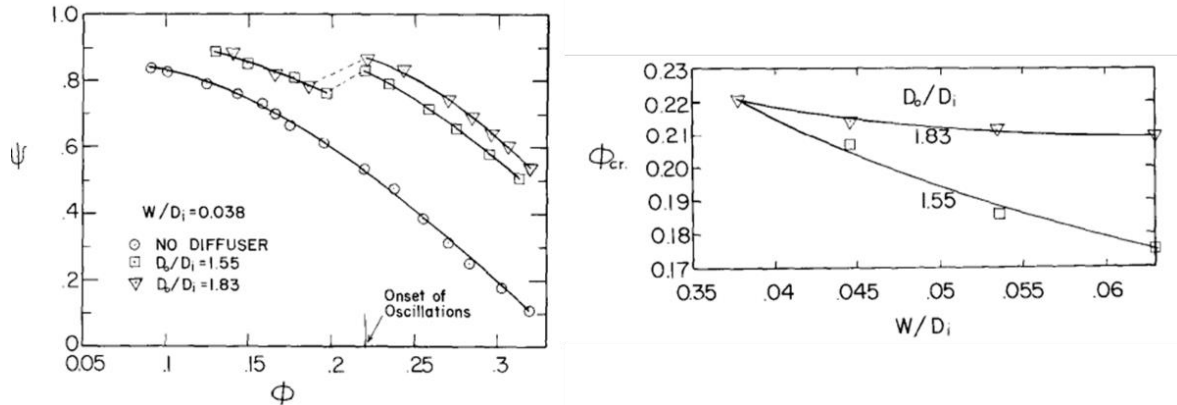 1.0
.8
.6
.4
.2
0
ψ
W/Di=0.038
NO DIFFUSER
Do/Di=1.55
Do/Di=1.83
Onset of
Oscillations
0.05 .1 .15 .2 .25 .3
Φ
0.23
0.22
0.21
0.20
0.19
0.18
0.17
Φcr.
Do/Di
1.83
1.55
0.35 .04 .045 .05 .055 .06
W/Di